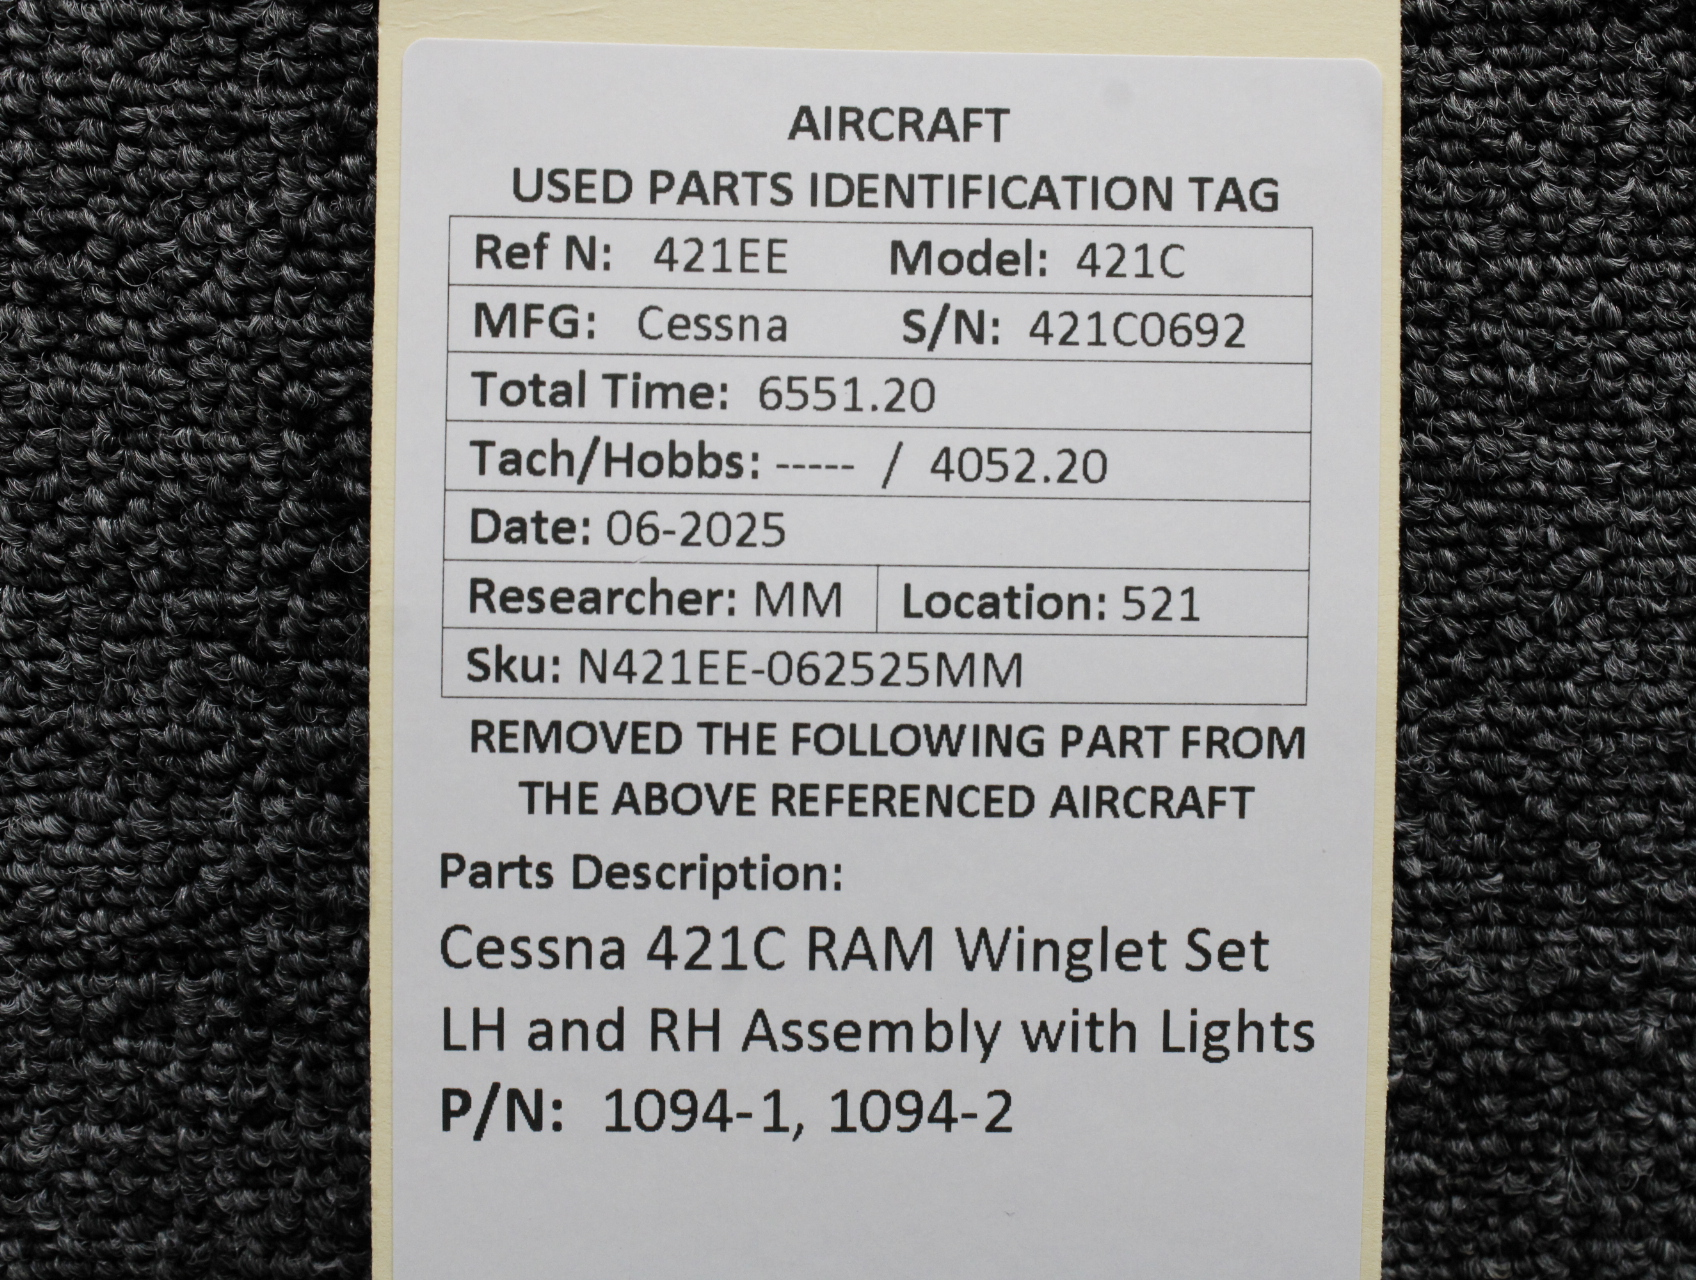 AIRCRAFT
USED PARTS IDENTIFICATION TAG
Ref N: 421EE Model: 421C
MFG: Cessna S/N: 421C0692
Total Time: 6551.20
Tach/Hobbs: ----- / 4052.20
Date: 06-2025
Researcher: MM Location: 521
Sku: N421EE-062525MM
REMOVED THE FOLLOWING PART FROM
THE ABOVE REFERENCED AIRCRAFT
Parts Description:
Cessna 421C RAM Winglet Set
LH and RH Assembly with Lights
P/N: 1094-1, 1094-2